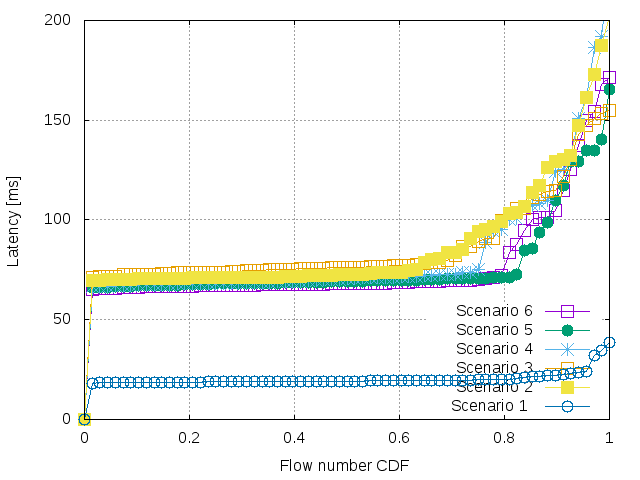 200
150
100
50
0
Latency [ms]
Scenario 6
Scenario 5
Scenario 4
Scenario 3
Scenario 2
Scenario 1
0 0.2 0.4 0.6 0.8 1
Flow number CDF